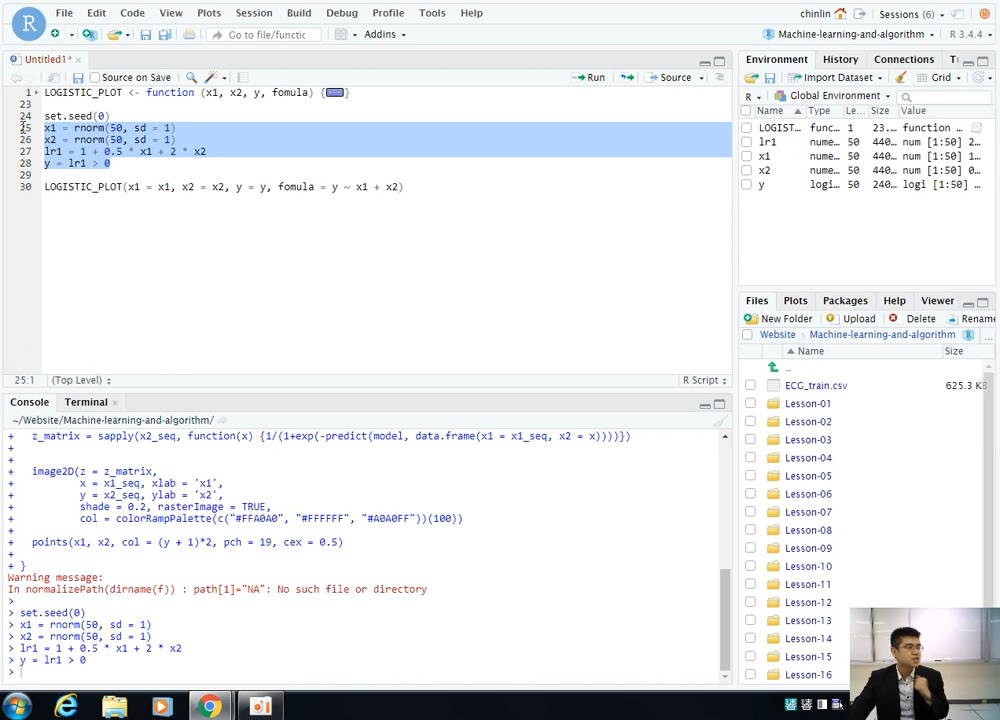 File Edit Code View Plots Session Build Debug Profile Tools Help
chinlin Sessions (6)
Go to file/functic Addins
Machine-learning-and-algorithm R 3.4.4
Untitled1*
Source on Save Run Source
1 LOGISTIC_PLOT <- function (x1, x2, y, fomula) {}
23
24 set.seed(0)
25 x1 = rnorm(50, sd = 1)
26 x2 = rnorm(50, sd = 1)
27 lr1 = 1 + 0.5 * x1 + 2 * x2
28 y = lr1 > 0
29
30 LOGISTIC_PLOT(x1 = x1, x2 = x2, y = y, fomula = y ~ x1 + x2)
25:1 (Top Level) R Script
Console Terminal
~/Website/Machine-learning-and-algorithm/
+ z_matrix = sapply(x2_seq, function(x) {1/(1+exp(-predict(model, data.frame(x1 = x1_seq, x2 = x))))})
+
+
+ image2D(z = z_matrix,
+ x = x1_seq, xlab = 'x1',
+ y = x2_seq, ylab = 'x2',
+ shade = 0.2, rasterImage = TRUE,
+ col = colorRampPalette(c("#FFA0A0", "#FFFFFF", "#A0A0FF"))(100))
+
+ points(x1, x2, col = (y + 1)*2, pch = 19, cex = 0.5)
+
+ }
Warning message:
In normalizePath(dirname(f)) : path[1]="NA": No such file or directory
>
> set.seed(0)
> x1 = rnorm(50, sd = 1)
> x2 = rnorm(50, sd = 1)
> lr1 = 1 + 0.5 * x1 + 2 * x2
> y = lr1 > 0
>
Environment History Connections T
Import Dataset Grid
R Global Environment
Name Type Le... Size Value
LOGIST... func... 1 23... function …
lr1 nume... 50 440... num [1:50] 2...
x1 nume... 50 440... num [1:50] 1...
x2 nume... 50 440... num [1:50] 0...
y logi... 50 240... logi [1:50] ...
Files Plots Packages Help Viewer
New Folder Upload Delete Rename
Website Machine-learning-and-algorithm ...
Name Size
..
ECG_train.csv 625.3 KB
Lesson-01
Lesson-02
Lesson-03
Lesson-04
Lesson-05
Lesson-06
Lesson-07
Lesson-08
Lesson-09
Lesson-10
Lesson-11
Lesson-12
Lesson-13
Lesson-14
Lesson-15
Lesson-16